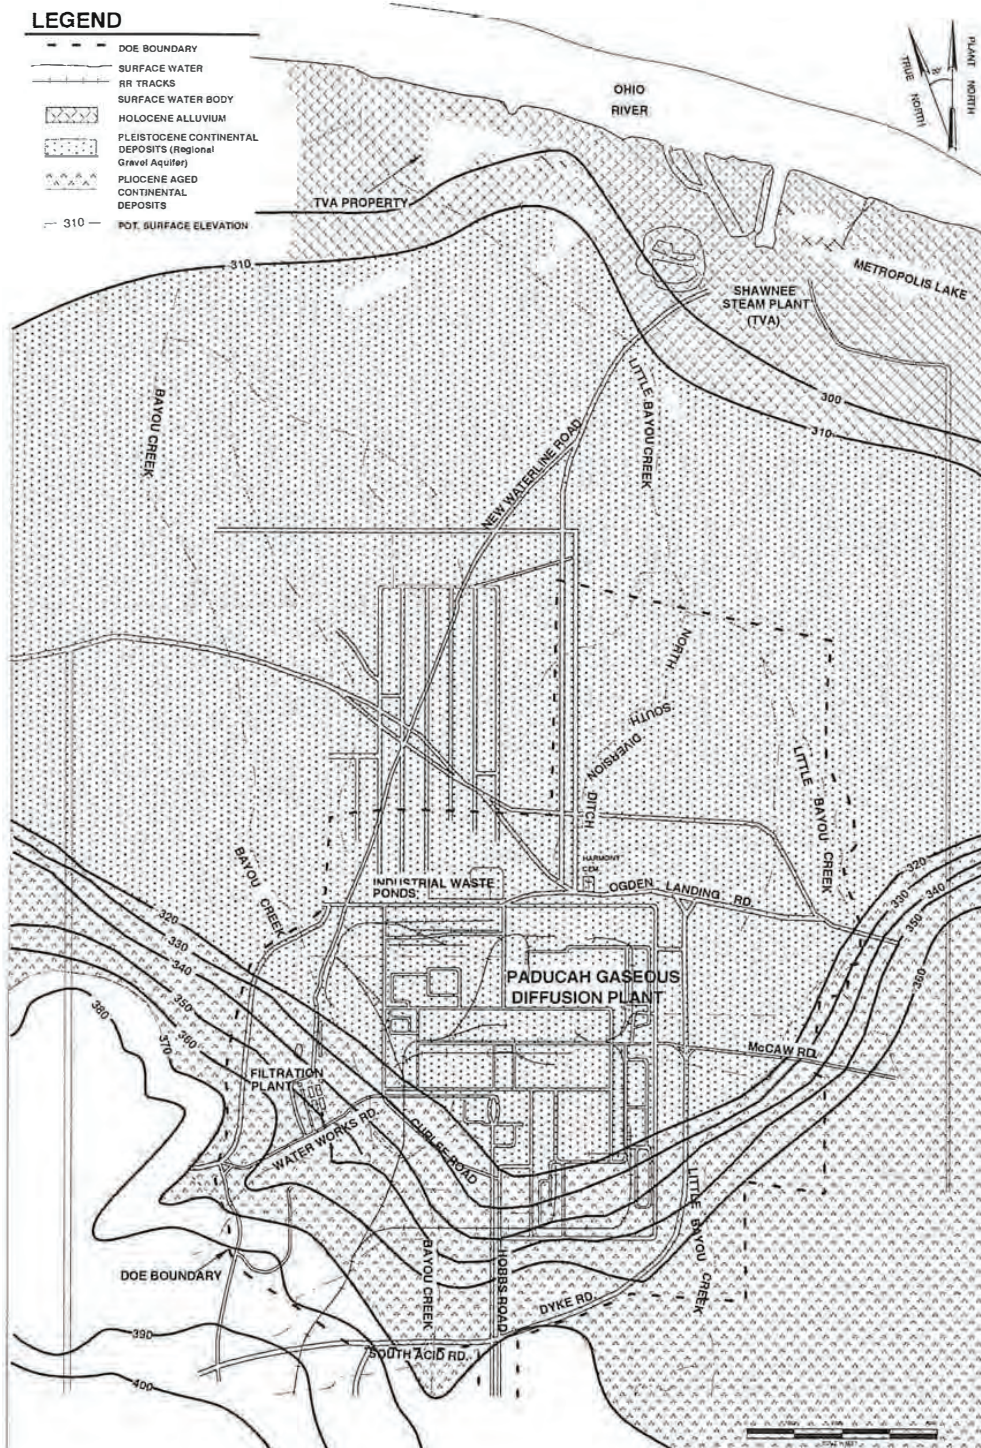 LEGEND
DOE BOUNDARY
SURFACE WATER
RR TRACKS
SURFACE WATER BODY
HOLOCENE ALLUVIUM
PLEISTOCENE CONTINENTAL
DEPOSITS (Regional
Gravel Aquifer)
PLIOCENE AGED
CONTINENTAL
DEPOSITS
310
POT. SURFACE ELEVATION
OHIO
RIVER
TRUE NORTH
PLANT NORTH
TVA PROPERTY
310
METROPOLIS LAKE
SHAWNEE
STEAM PLANT
(TVA)
300
310
BAYOU CREEK
LITTLE BAYOU CREEK
NEW WATERLINE ROAD
NORTH
SOUTH
DIVERSION
DITCH
LITTLE BAYOU CREEK
BAYOU CREEK
INDUSTRIAL WASTE
PONDS
HARMONY
CEM.
OGDEN LANDING RD.
320
330
340
350
360
320
330
340
350
360
370
380
PADUCAH GASEOUS
DIFFUSION PLANT
McCAW RD.
FILTRATION
PLANT
WATER WORKS RD.
CURLEE ROAD
LITTLE BAYOU CREEK
BAYOU CREEK
HOBBS ROAD
DOE BOUNDARY
DYKE RD.
SOUTH ACID RD.
390
400